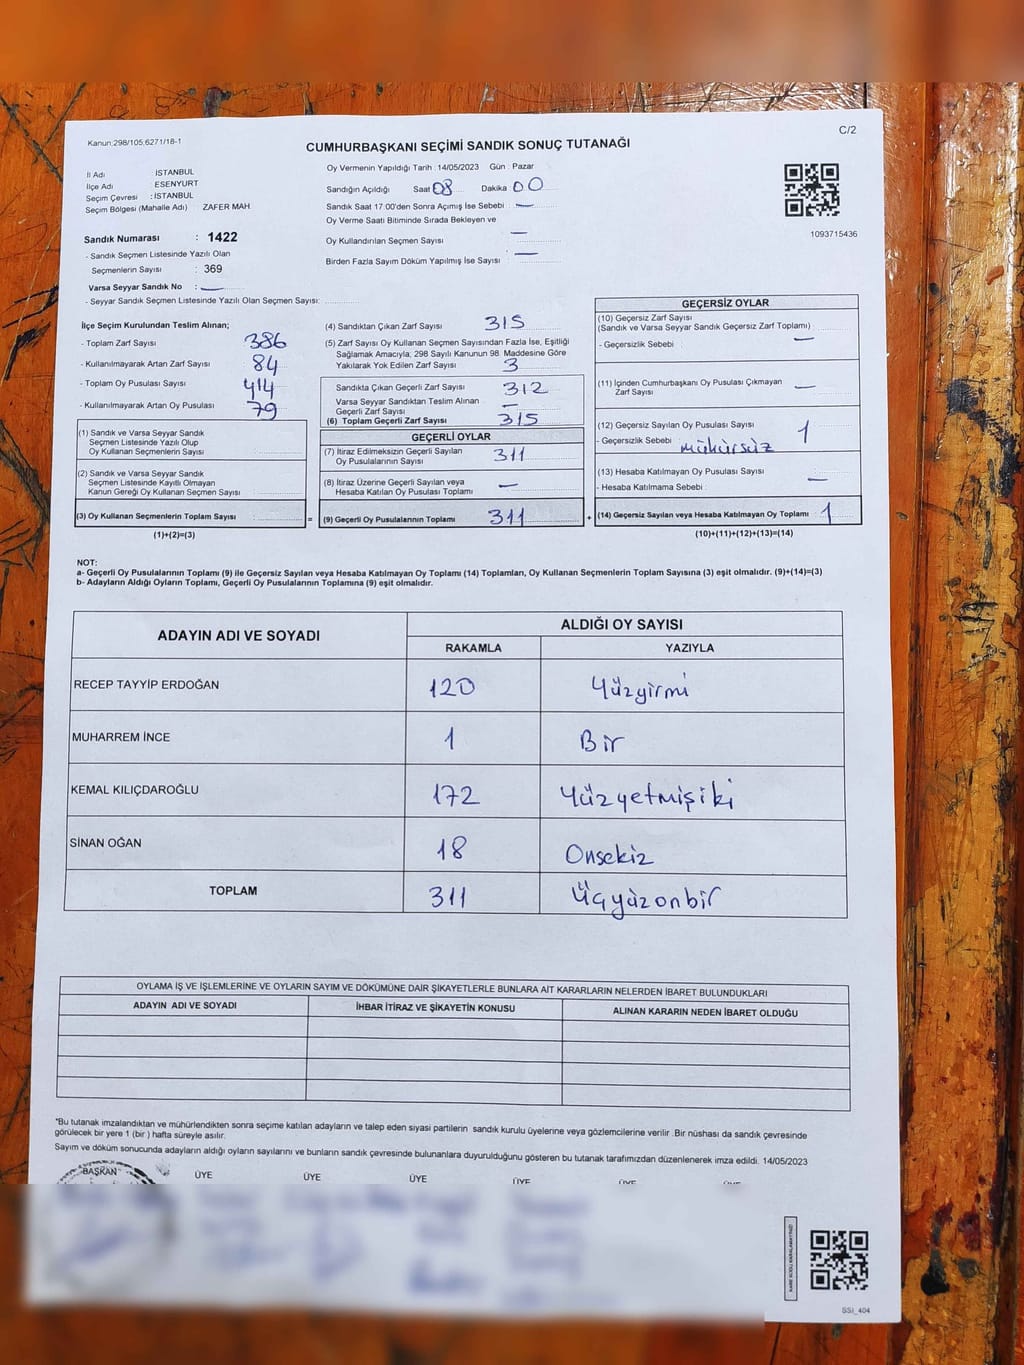 Kanun:298/105;6271/18-1
C/2
CUMHURBAŞKANI SEÇİMİ SANDIK SONUÇ TUTANAĞI
İl Adı İSTANBUL
İlçe Adı ESENYURT
Seçim Çevresi : İSTANBUL
Seçim Bölgesi (Mahalle Adı) ZAFER MAH
Sandık Numarası : 1422
- Sandık Seçmen Listesinde Yazılı Olan
Seçmenlerin Sayısı : 369
Varsa Seyyar Sandık No : —
- Seyyar Sandık Seçmen Listesinde Yazılı Olan Seçmen Sayısı:
Oy Vermenin Yapıldığı Tarih : 14/05/2023 Gün : Pazar
Sandığın Açıldığı Saat 08 Dakika 00
Sandık Saat 17:00'den Sonra Açımış İse Sebebi : —
Oy Verme Saati Bitiminde Sırada Bekleyen ve
Oy Kullandırılan Seçmen Sayısı —
Birden Fazla Sayım Döküm Yapılmış İse Sayısı : —
1093715436
İlçe Seçim Kurulundan Teslim Alınan;
- Toplam Zarf Sayısı 386
- Kullanılmayarak Artan Zarf Sayısı 84
- Toplam Oy Pusulası Sayısı 414
- Kullanılmayarak Artan Oy Pusulası 79
(1) Sandık ve Varsa Seyyar Sandık
Seçmen Listesinde Yazılı Olup
Oy Kullanan Seçmenlerin Sayısı :
(2) Sandık ve Varsa Seyyar Sandık
Seçmen Listesinde Kayıtlı Olmayan
Kanun Gereği Oy Kullanan Seçmen Sayısı :
(3) Oy Kullanan Seçmenlerin Toplam Sayısı :
(1)+(2)=(3)
(4) Sandıktan Çıkan Zarf Sayısı : 315
(5) Zarf Sayısı Oy Kullanan Seçmen Sayısından Fazla İse, Eşitliği
Sağlamak Amacıyla; 298 Sayılı Kanunun 98. Maddesine Göre
Yakılarak Yok Edilen Zarf Sayısı : 3
Sandıkta Çıkan Geçerli Zarf Sayısı : 312
Varsa Seyyar Sandıktan Teslim Alınan
Geçerli Zarf Sayısı : —
(6) Toplam Geçerli Zarf Sayısı : 315
GEÇERLİ OYLAR
(7) İtiraz Edilmeksizin Geçerli Sayılan
Oy Pusulalarının Sayısı : 311
(8) İtiraz Üzerine Geçerli Sayılan veya
Hesaba Katılan Oy Pusulası Toplamı : —
= (9) Geçerli Oy Pusulalarının Toplamı : 311
GEÇERSİZ OYLAR
(10) Geçersiz Zarf Sayısı
(Sandık ve Varsa Seyyar Sandık Geçersiz Zarf Toplamı) :
- Geçersizlik Sebebi : —
(11) İçinden Cumhurbaşkanı Oy Pusulası Çıkmayan
Zarf Sayısı : —
(12) Geçersiz Sayılan Oy Pusulası Sayısı : 1
- Geçersizlik Sebebi : mühürsüz
(13) Hesaba Katılmayan Oy Pusulası Sayısı : —
- Hesaba Katılmama Sebebi :
+ (14) Geçersiz Sayılan veya Hesaba Katılmayan Oy Toplamı : 1
(10)+(11)+(12)+(13)=(14)
NOT:
a- Geçerli Oy Pusulalarının Toplamı (9) ile Geçersiz Sayılan veya Hesaba Katılmayan Oy Toplamı (14) Toplamları, Oy Kullanan Seçmenlerin Toplam Sayısına (3) eşit olmalıdır. (9)+(14)=(3)
b- Adayların Aldığı Oyların Toplamı, Geçerli Oy Pusulalarının Toplamına (9) eşit olmalıdır.
ADAYIN ADI VE SOYADI ALDIĞI OY SAYISI
RAKAMLA YAZIYLA
RECEP TAYYİP ERDOĞAN 120 Yüzyirmi
MUHARREM İNCE 1 Bir
KEMAL KILIÇDAROĞLU 172 Yüzyetmişiki
SİNAN OĞAN 18 Onsekiz
TOPLAM 311 Üçyüzonbir
OYLAMA İŞ VE İŞLEMLERİNE VE OYLARIN SAYIM VE DÖKÜMÜNE DAİR ŞİKAYETLERLE BUNLARA AİT KARARLARIN NELERDEN İBARET BULUNDUKLARI
ADAYIN ADI VE SOYADI İHBAR İTİRAZ VE ŞİKAYETİN KONUSU ALINAN KARARIN NEDEN İBARET OLDUĞU
*Bu tutanak imzalandıktan ve mühürlendikten sonra seçime katılan adayların ve talep eden siyasi partilerin sandık kurulu üyelerine veya gözlemcilerine verilir .Bir nüshası da sandık çevresinde
görülecek bir yere 1 (bir ) hafta süreyle asılır.
Sayım ve döküm sonucunda adayların aldığı oyların sayılarını ve bunların sandık çevresinde bulunanlara duyurulduğunu gösteren bu tutanak tarafımızdan düzenlenerek imza edildi. 14/05/2023
BAŞKAN ÜYE ÜYE ÜYE ÜYE ÜYE ÜYE
SSI_404